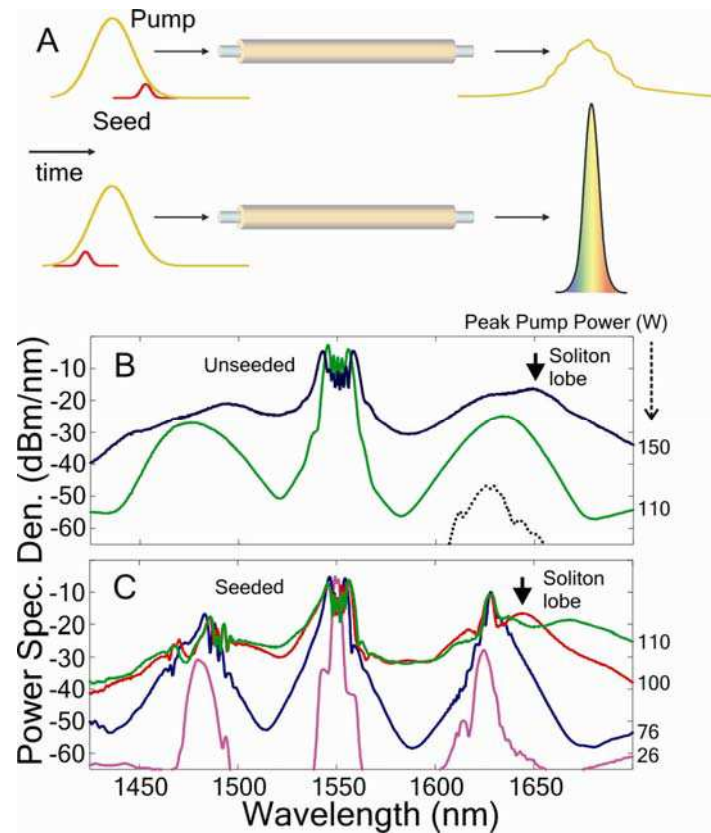 A
Pump
Seed
time
Peak Pump Power (W)
B
Unseeded
Soliton
lobe
-10
-20
-30
-40
-50
-60
150
110
C
Seeded
Soliton
lobe
-10
-20
-30
-40
-50
-60
110
100
76
26
Power Spec. Den. (dBm/nm)
1450
1500
1550
1600
1650
Wavelength (nm)